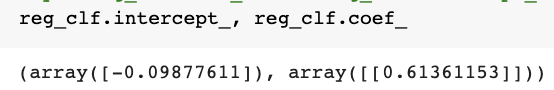 reg_clf.intercept_, reg_clf.coef_
(array([-0.09877611]), array([[0.61361153]]))